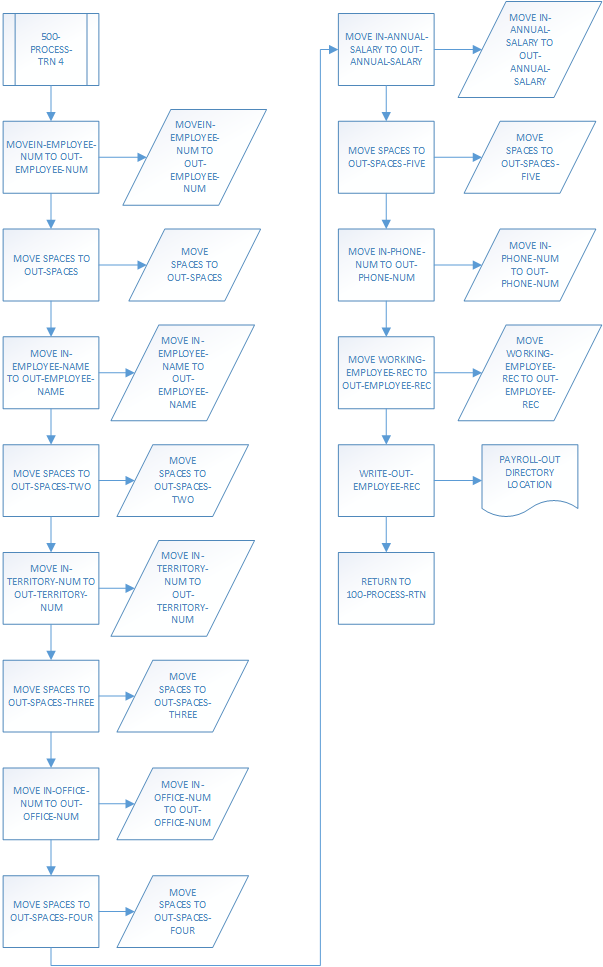 500-
PROCESS-
TRN 4
MOVEIN-EMPLOYEE-
NUM TO OUT-
EMPLOYEE-NUM
MOVEIN-
EMPLOYEE-
NUM TO
OUT-
EMPLOYEE-
NUM
MOVE SPACES TO
OUT-SPACES
MOVE
SPACES TO
OUT-SPACES
MOVE IN-
EMPLOYEE-NAME
TO OUT-EMPLOYEE-
NAME
MOVE IN-
EMPLOYEE-
NAME TO
OUT-
EMPLOYEE-
NAME
MOVE SPACES TO
OUT-SPACES-TWO
MOVE
SPACES TO
OUT-SPACES-
TWO
MOVE IN-
TERRITORY-NUM TO
OUT-TERRITORY-
NUM
MOVE IN-
TERRITORY-
NUM TO
OUT-
TERRITORY-
NUM
MOVE SPACES TO
OUT-SPACES-THREE
MOVE
SPACES TO
OUT-SPACES-
THREE
MOVE IN-OFFICE-
NUM TO OUT-
OFFICE-NUM
MOVE IN-
OFFICE-NUM
TO OUT-
OFFICE-NUM
MOVE SPACES TO
OUT-SPACES-FOUR
MOVE
SPACES TO
OUT-SPACES-
FOUR
MOVE IN-ANNUAL-
SALARY TO OUT-
ANNUAL-SALARY
MOVE IN-
ANNUAL-
SALARY TO
OUT-
ANNUAL-
SALARY
MOVE SPACES TO
OUT-SPACES-FIVE
MOVE
SPACES TO
OUT-SPACES-
FIVE
MOVE IN-PHONE-
NUM TO OUT-
PHONE-NUM
MOVE IN-
PHONE-NUM
TO OUT-
PHONE-NUM
MOVE WORKING-
EMPLOYEE-REC TO
OUT-EMPLOYEE-REC
MOVE
WORKING-
EMPLOYEE-
REC TO OUT-
EMPLOYEE-
REC
WRITE-OUT-
EMPLOYEE-REC
PAYROLL-OUT
DIRECTORY
LOCATION
RETURN TO
100-PROCESS-RTN